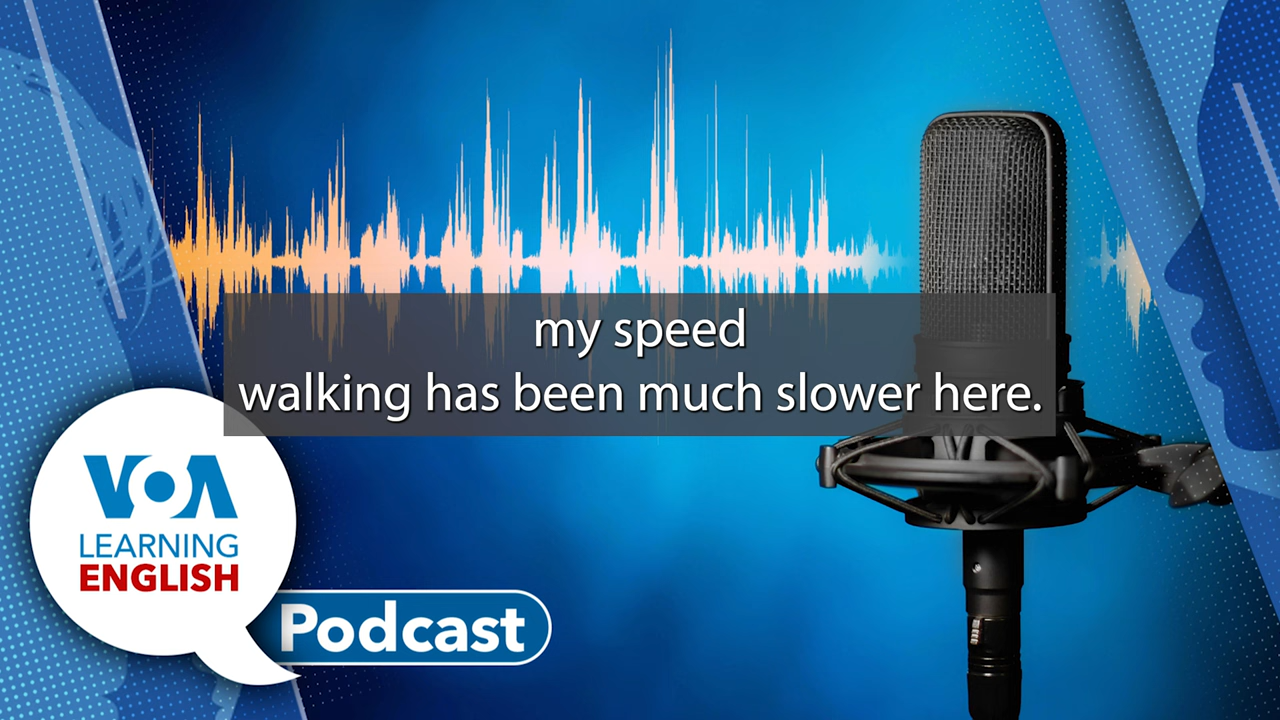 my speed
walking has been much slower here.
VOA
LEARNING
ENGLISH
Podcast